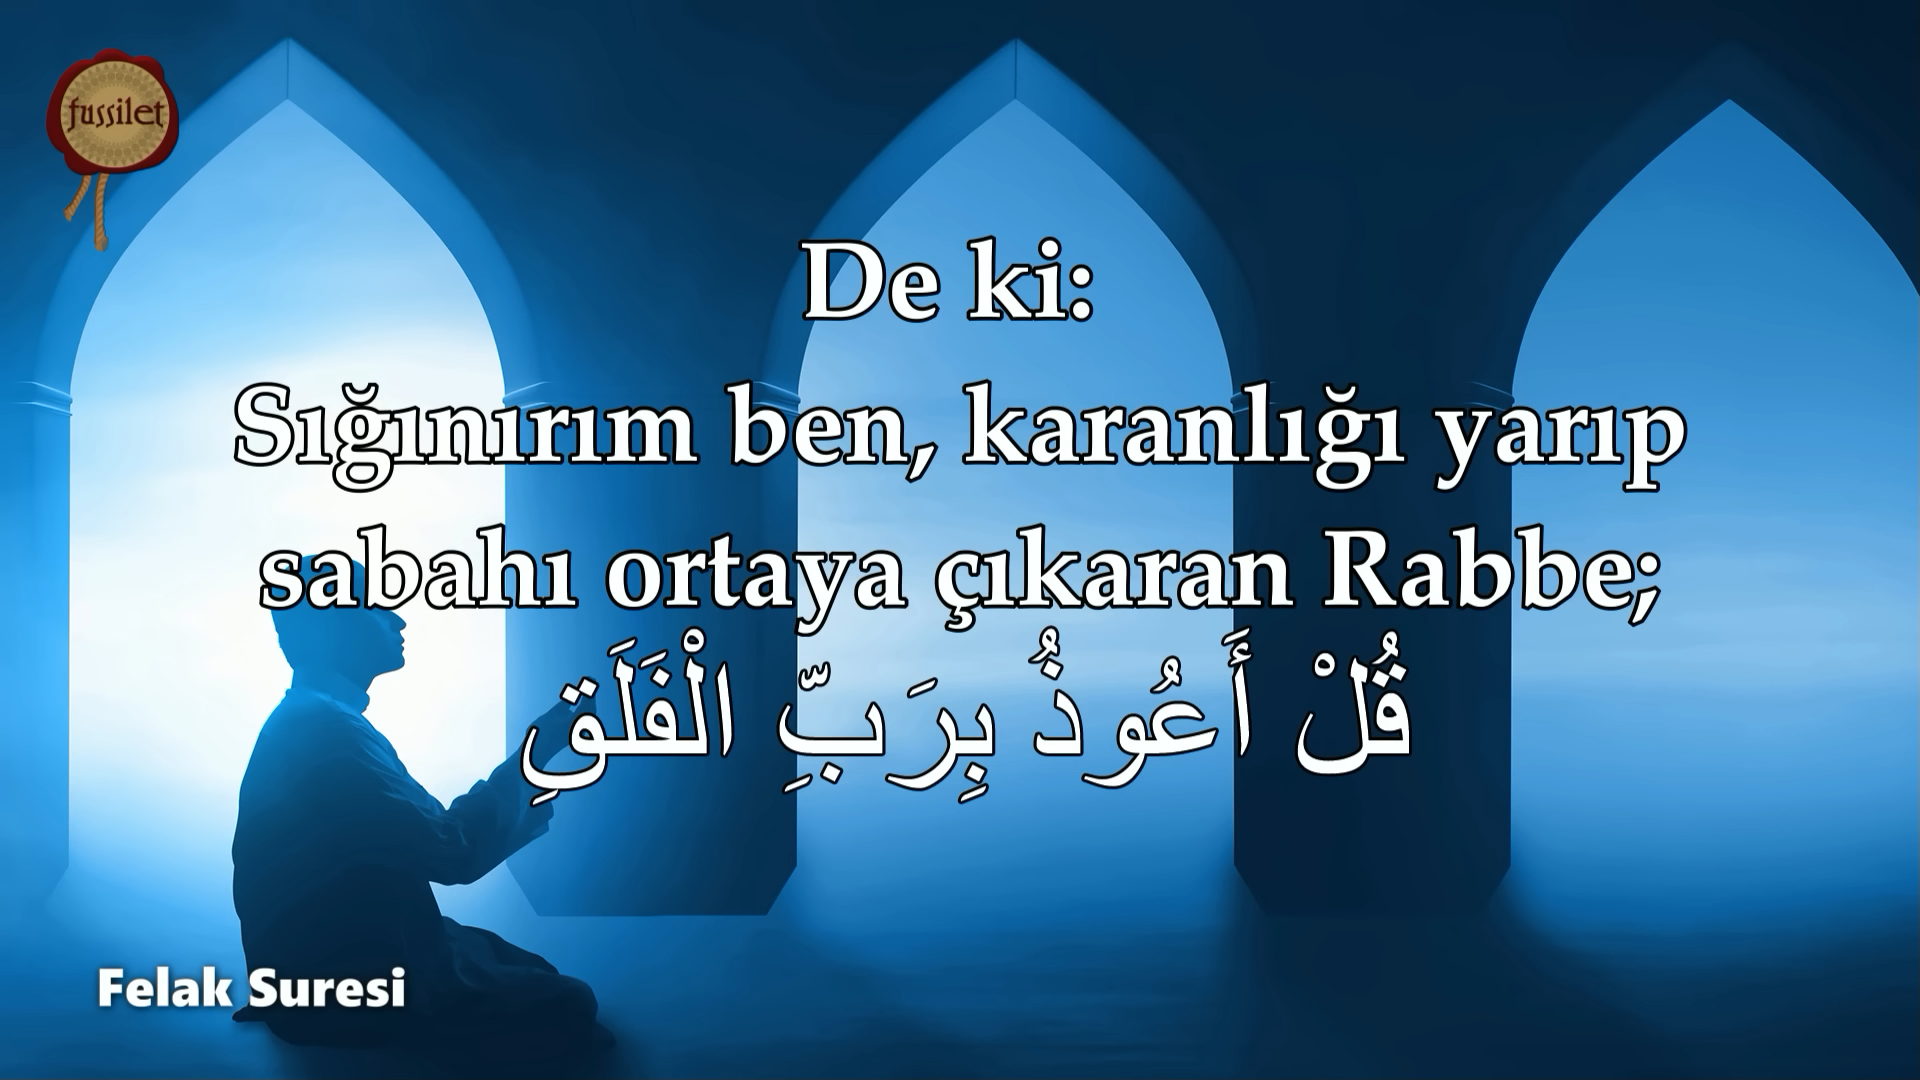 fussilet
De ki:
Sığınırım ben, karanlığı yarıp
sabahı ortaya çıkaran Rabbe;
قُلْ أَعُوذُ بِرَبِّ الْفَلَقِ
Felak Suresi